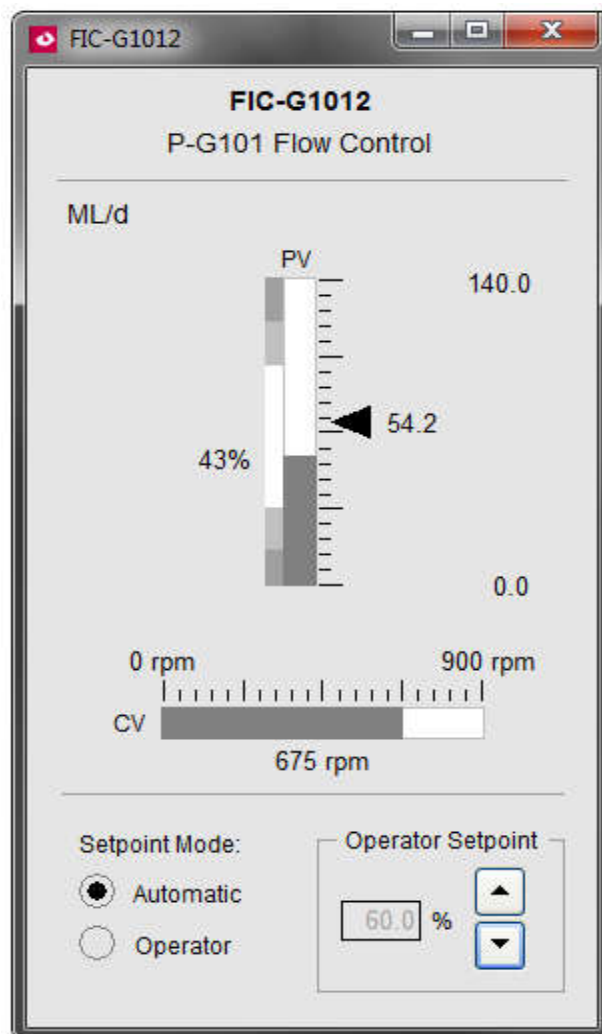 FIC-G1012
FIC-G1012
P-G101 Flow Control
ML/d
PV
140.0
54.2
43%
0.0
0 rpm 900 rpm
CV
675 rpm
Setpoint Mode:
Automatic
Operator
Operator Setpoint
60.0 %